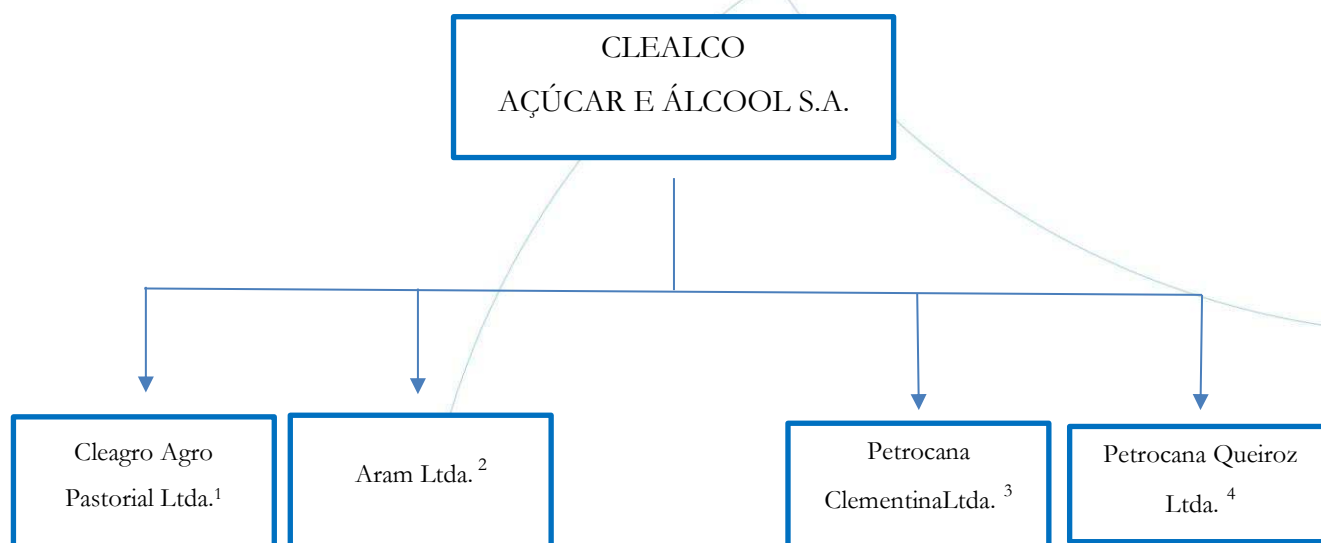 CLEALCO
AÇÚCAR E ÁLCOOL S.A.
Cleagro Agro
Pastorial Ltda.¹
Aram Ltda. ²
Petrocana
ClementinaLtda. ³
Petrocana Queiroz
Ltda. ⁴